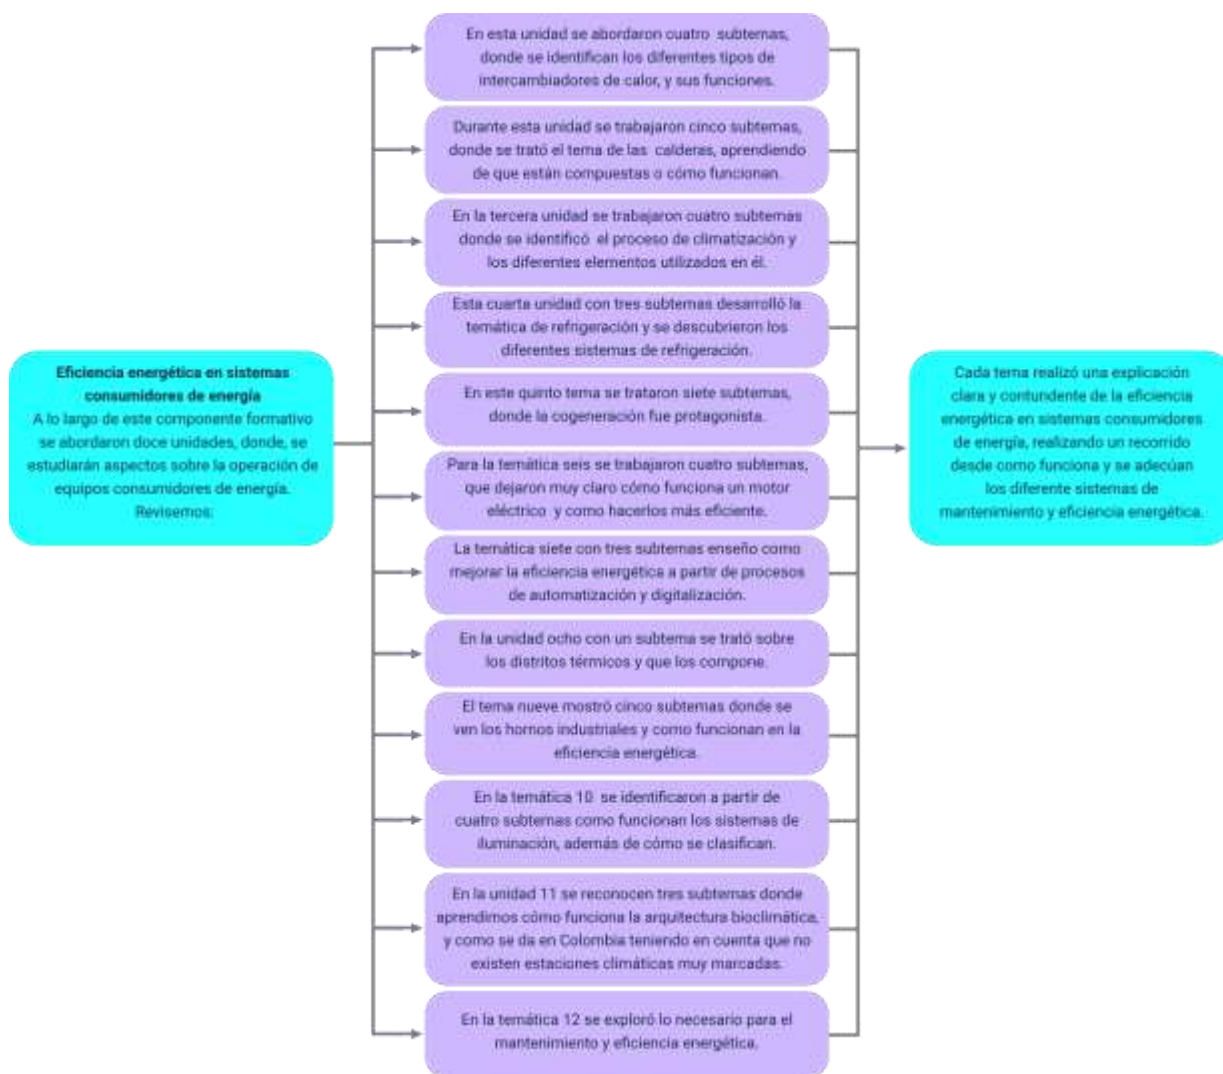 Eficiencia energética en sistemas
consumidores de energía
A lo largo de este componente formativo
se abordaron doce unidades, donde, se
estudiarán aspectos sobre la operación de
equipos consumidores de energía.
Revisemos:
En esta unidad se abordaron cuatro subtemas,
donde se identifican los diferentes tipos de
intercambiadores de calor, y sus funciones.
Durante esta unidad se trabajaron cinco subtemas,
donde se trató el tema de las calderas, aprendiendo
de que están compuestas o cómo funcionan.
En la tercera unidad se trabajaron cuatro subtemas
donde se identificó el proceso de climatización y
los diferentes elementos utilizados en él.
Esta cuarta unidad con tres subtemas desarrolló la
temática de refrigeración y se descubrieron los
diferentes sistemas de refrigeración.
En este quinto tema se trataron siete subtemas,
donde la cogeneración fue protagonista.
Para la temática seis se trabajaron cuatro subtemas,
que dejaron muy claro cómo funciona un motor
eléctrico y como hacerlos más eficiente.
La temática siete con tres subtemas enseño como
mejorar la eficiencia energética a partir de procesos
de automatización y digitalización.
En la unidad ocho con un subtema se trató sobre
los distritos térmicos y que los compone.
El tema nueve mostró cinco subtemas donde se
ven los hornos industriales y como funcionan en la
eficiencia energética.
En la temática 10 se identificaron a partir de
cuatro subtemas como funcionan los sistemas de
iluminación, además de cómo se clasifican.
En la unidad 11 se reconocen tres subtemas donde
aprendimos cómo funciona la arquitectura bioclimática,
y como se da en Colombia teniendo en cuenta que no
existen estaciones climáticas muy marcadas.
En la temática 12 se exploró lo necesario para el
mantenimiento y eficiencia energética.
Cada tema realizó una explicación
clara y contundente de la eficiencia
energética en sistemas consumidores
de energía, realizando un recorrido
desde como funciona y se adecúan
los diferente sistemas de
mantenimiento y eficiencia energética.